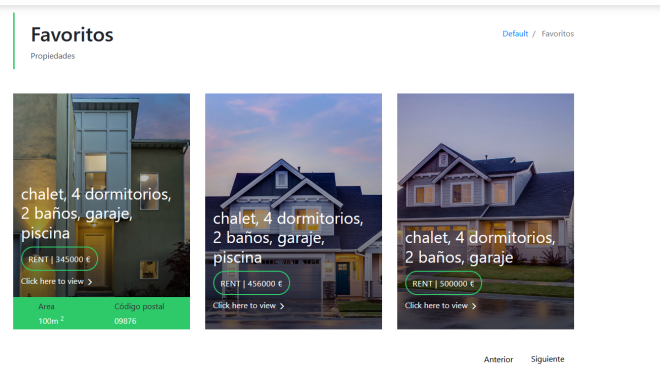 Favoritos
Default / Favoritos
Propiedades
chalet, 4 dormitorios,
2 baños, garaje,
piscina
RENT | 345000 €
Click here to view >
Area
Código postal
100m 2
09876
chalet, 4 dormitorios,
2 baños, garaje,
piscina
RENT | 456000 €
Click here to view >
chalet, 4 dormitorios,
2 baños, garaje
RENT | 500000 €
Click here to view >
Anterior
Siguiente